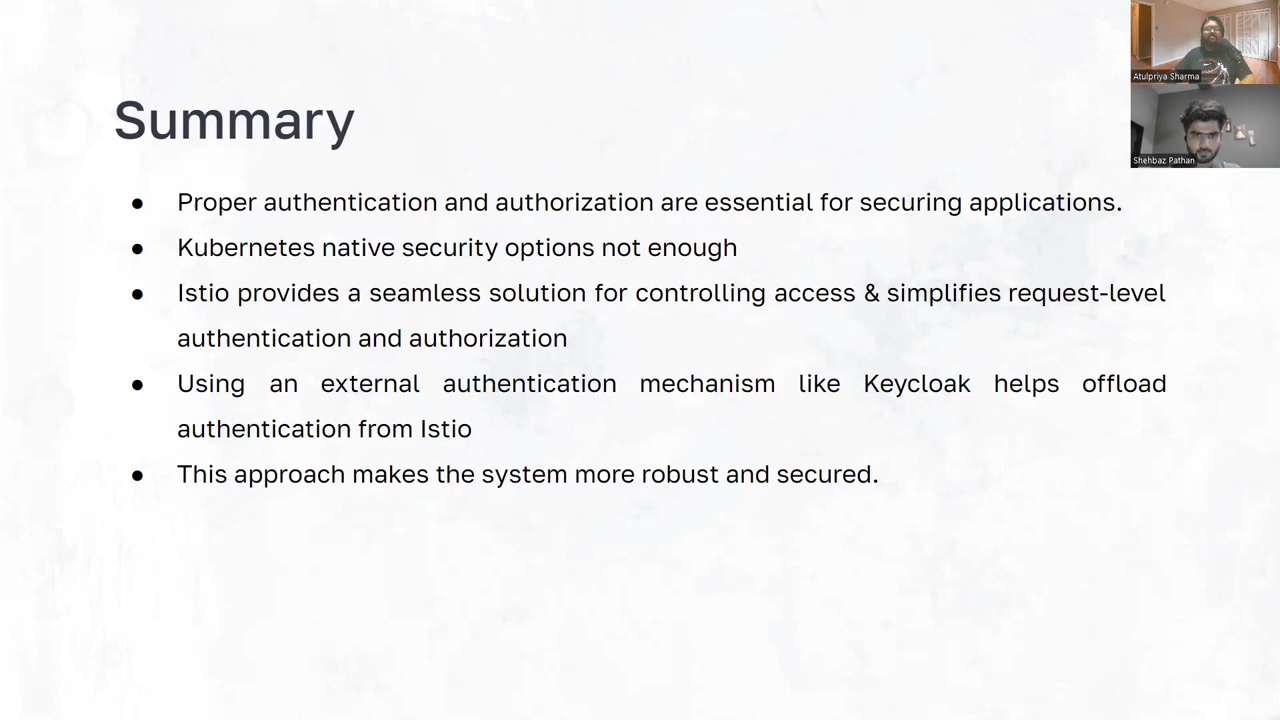 Summary
● Proper authentication and authorization are essential for securing applications.
● Kubernetes native security options not enough
● Istio provides a seamless solution for controlling access & simplifies request-level
authentication and authorization
● Using an external authentication mechanism like Keycloak helps offload
authentication from Istio
● This approach makes the system more robust and secured.
Atulpriya Sharma
Shehbaz Pathan